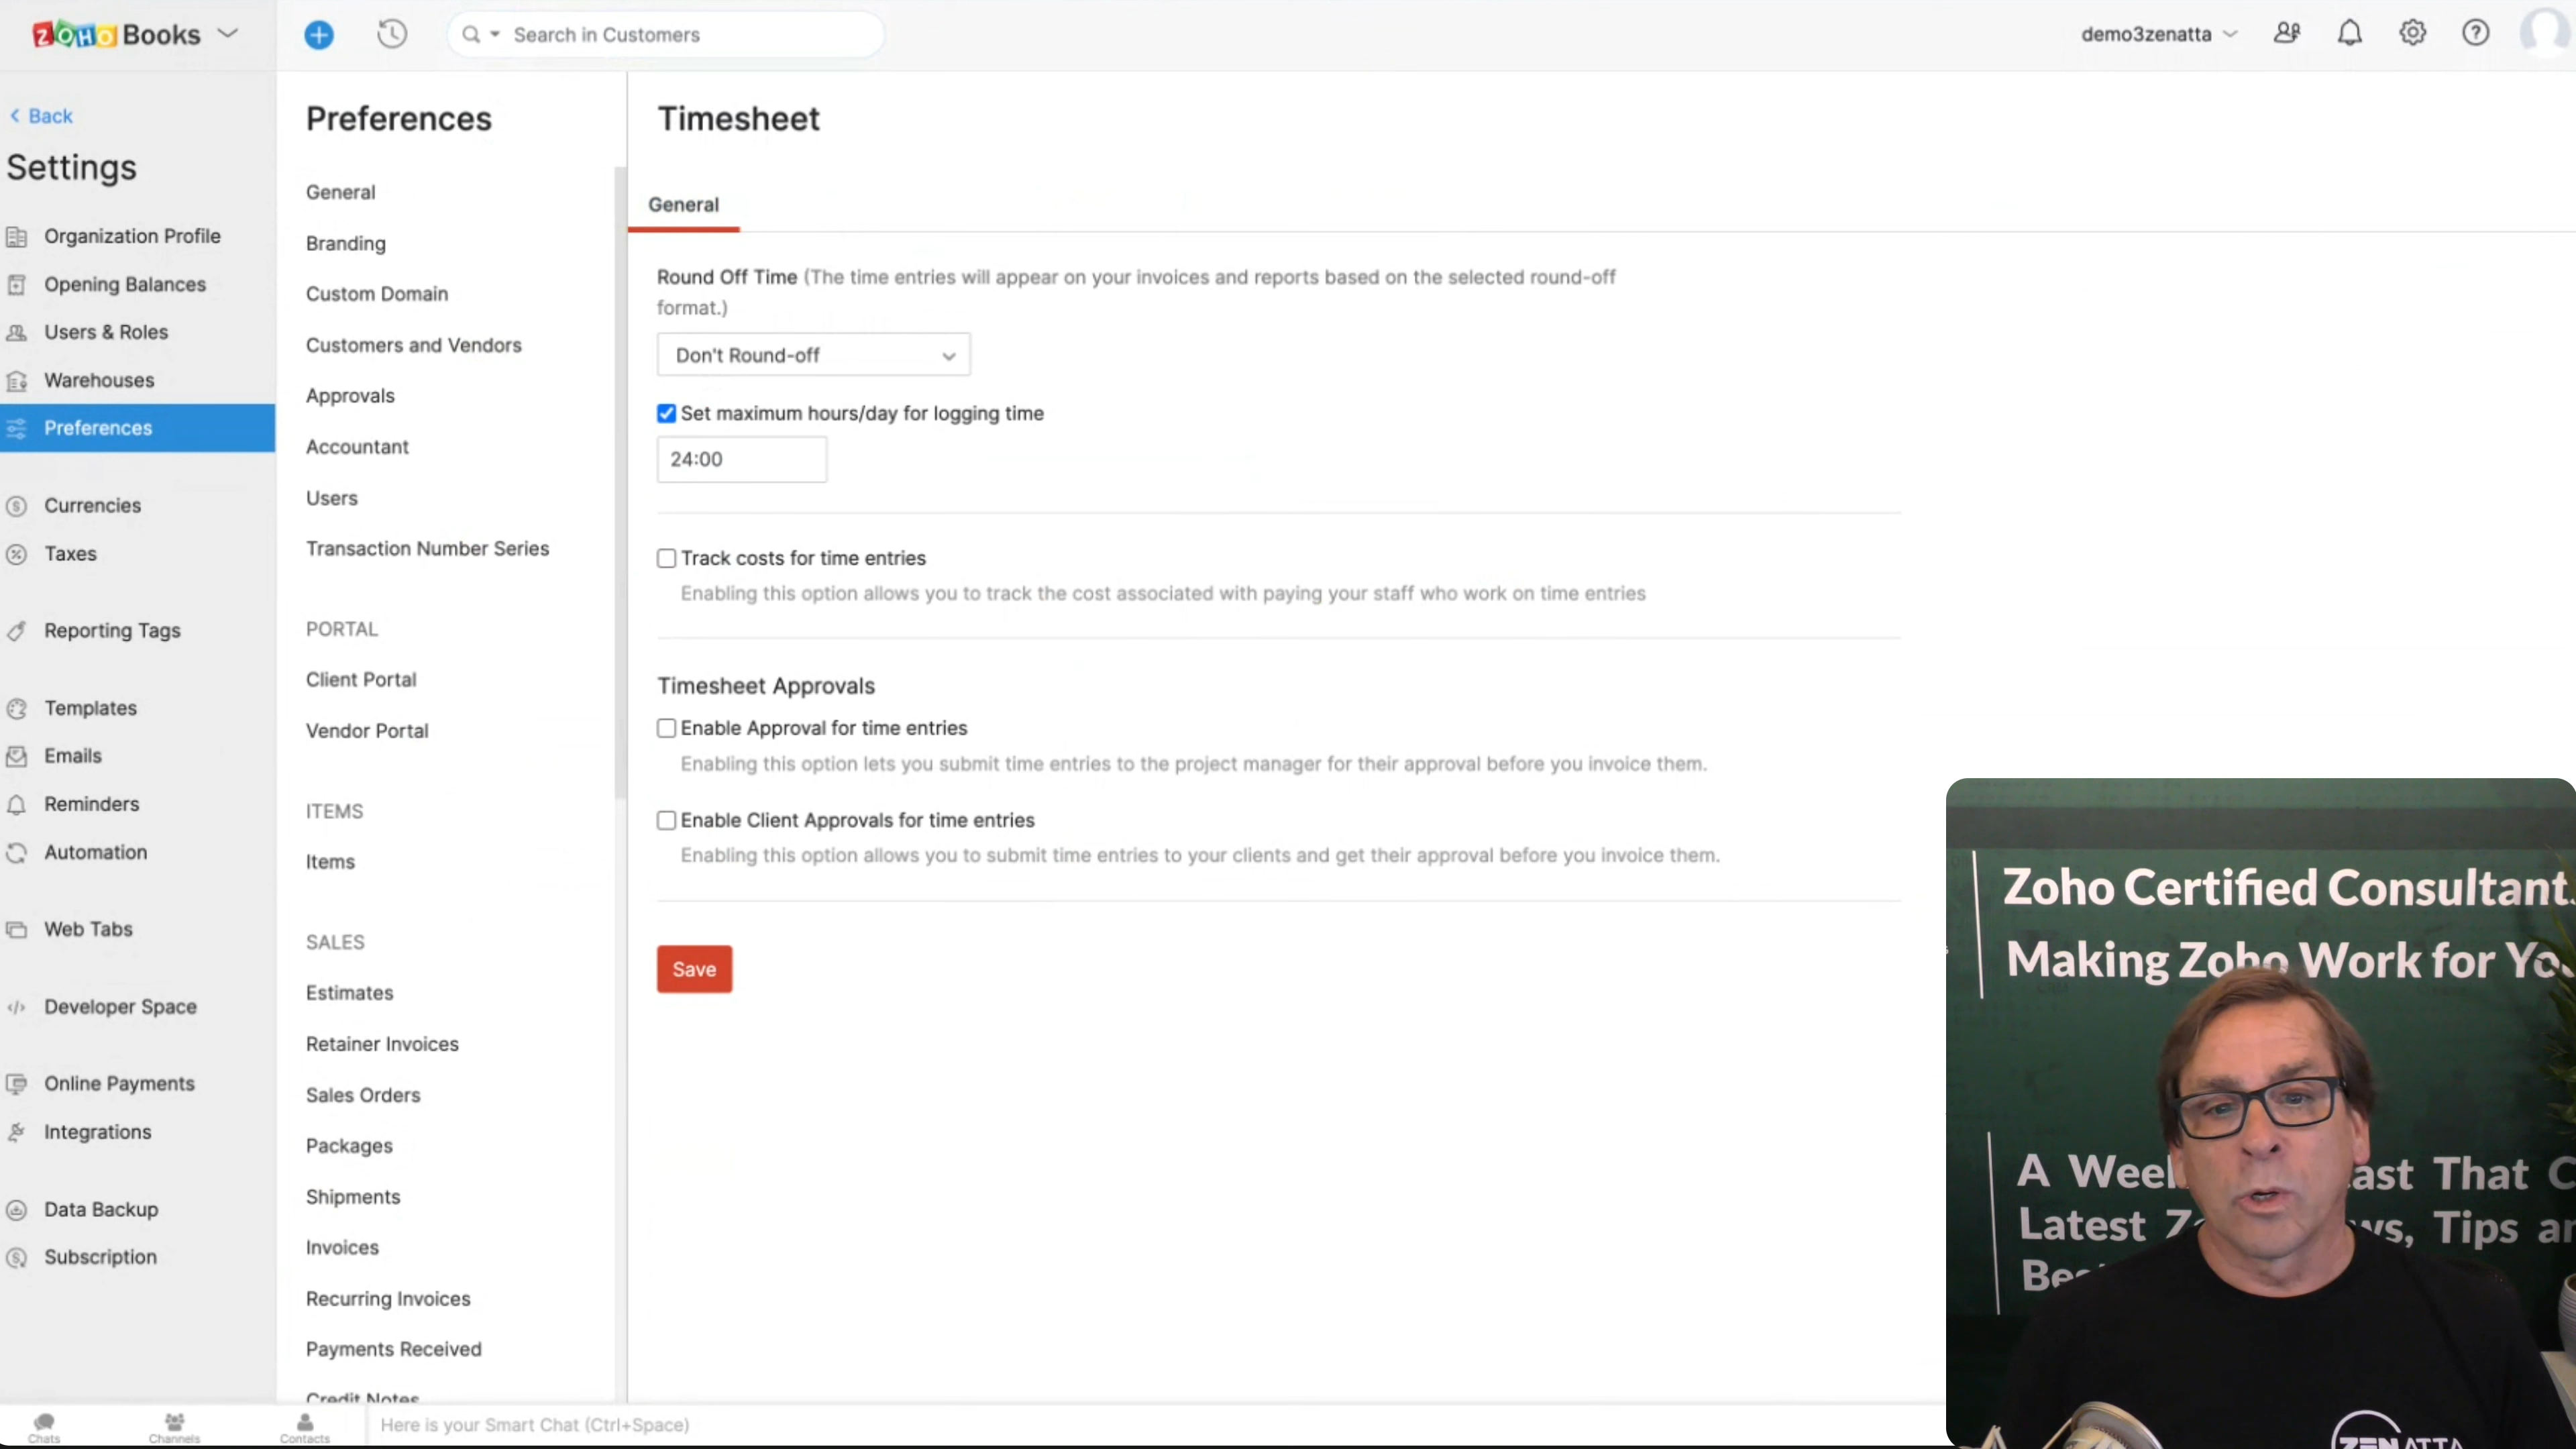 ZOHO Books
Search in Customers
demo3zenatta
Back
Settings
Organization Profile
Opening Balances
Users & Roles
Warehouses
Preferences
Currencies
Taxes
Reporting Tags
Templates
Emails
Reminders
Automation
Web Tabs
Developer Space
Online Payments
Integrations
Data Backup
Subscription
Preferences
General
Branding
Custom Domain
Customers and Vendors
Approvals
Accountant
Users
Transaction Number Series
PORTAL
Client Portal
Vendor Portal
ITEMS
Items
SALES
Estimates
Retainer Invoices
Sales Orders
Packages
Shipments
Invoices
Recurring Invoices
Payments Received
Credit Notes
Timesheet
General
Round Off Time (The time entries will appear on your invoices and reports based on the selected round-off
format.)
Don't Round-off
Set maximum hours/day for logging time
24:00
Track costs for time entries
Enabling this option allows you to track the cost associated with paying your staff who work on time entries
Timesheet Approvals
Enable Approval for time entries
Enabling this option lets you submit time entries to the project manager for their approval before you invoice them.
Enable Client Approvals for time entries
Enabling this option allows you to submit time entries to your clients and get their approval before you invoice them.
Save
Zoho Certified Consultant
Making Zoho Work for
A That
Latest Tips
ZENATTA
Chats
Channels
Contacts
Here is your Smart Chat (Ctrl+Space)